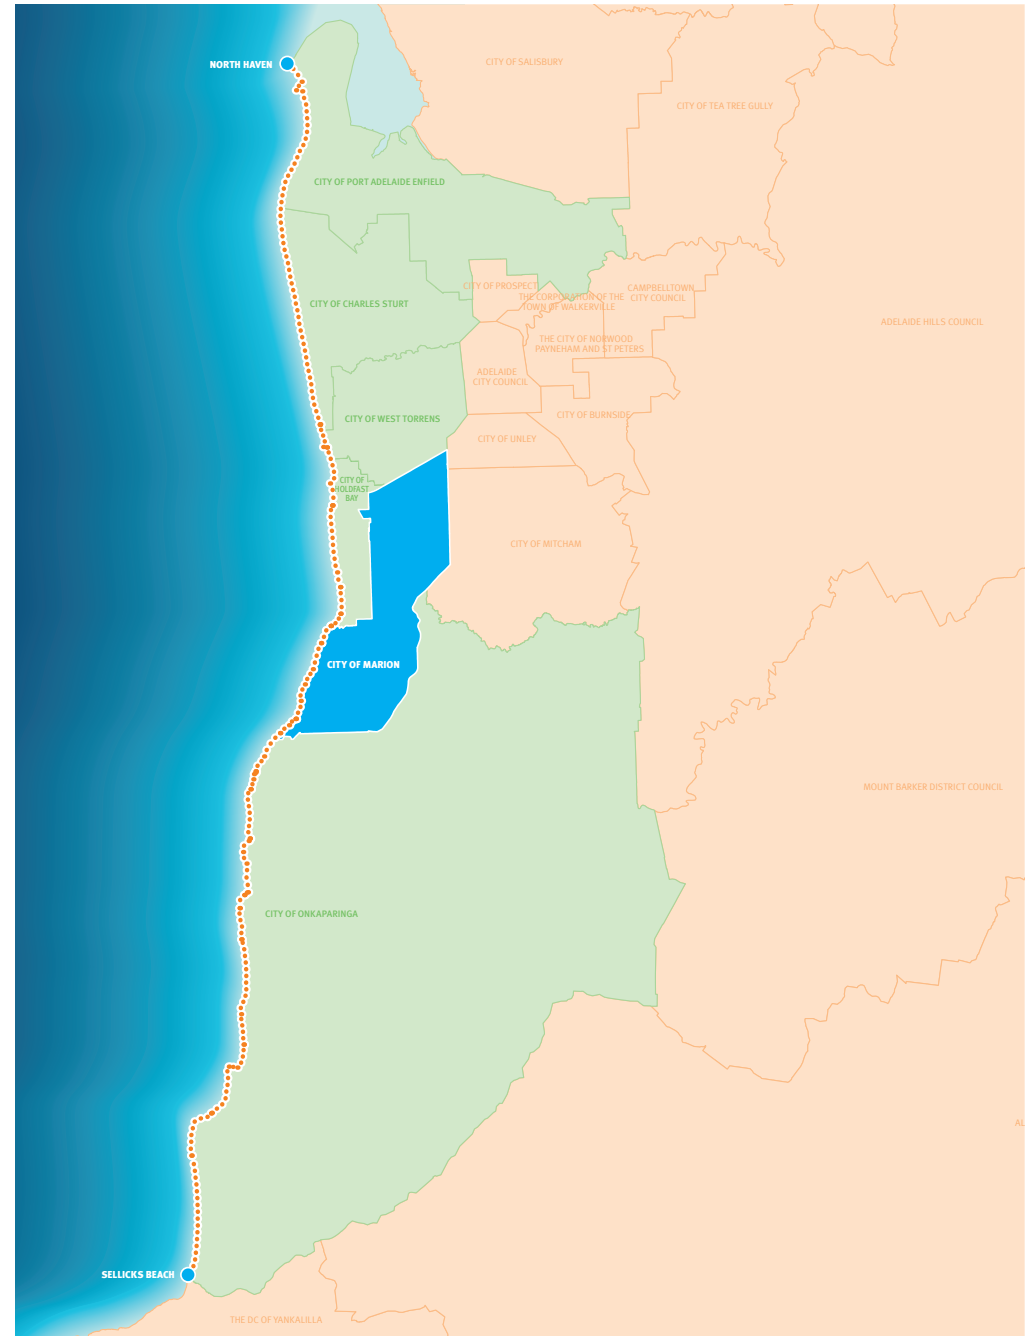 CITY OF SALISBURY
NORTH HAVEN
CITY OF TEA TREE GULLY
CITY OF PORT ADELAIDE ENFIELD
CITY OF PROSPECT
CAMPBELLTOWN
CITY COUNCIL
THE CORPORATION OF THE
TOWN OF WALKERVILLE
CITY OF CHARLES STURT
ADELAIDE HILLS COUNCIL
THE CITY OF NORWOOD
PAYNEHAM AND ST PETERS
ADELAIDE
CITY COUNCIL
CITY OF WEST TORRENS
CITY OF BURNSIDE
CITY OF UNLEY
CITY OF
HOLDFAST
BAY
CITY OF MITCHAM
CITY OF MARION
MOUNT BARKER DISTRICT COUNCIL
CITY OF ONKAPARINGA
AL
SELLICKS BEACH
THE DC OF YANKALILLA